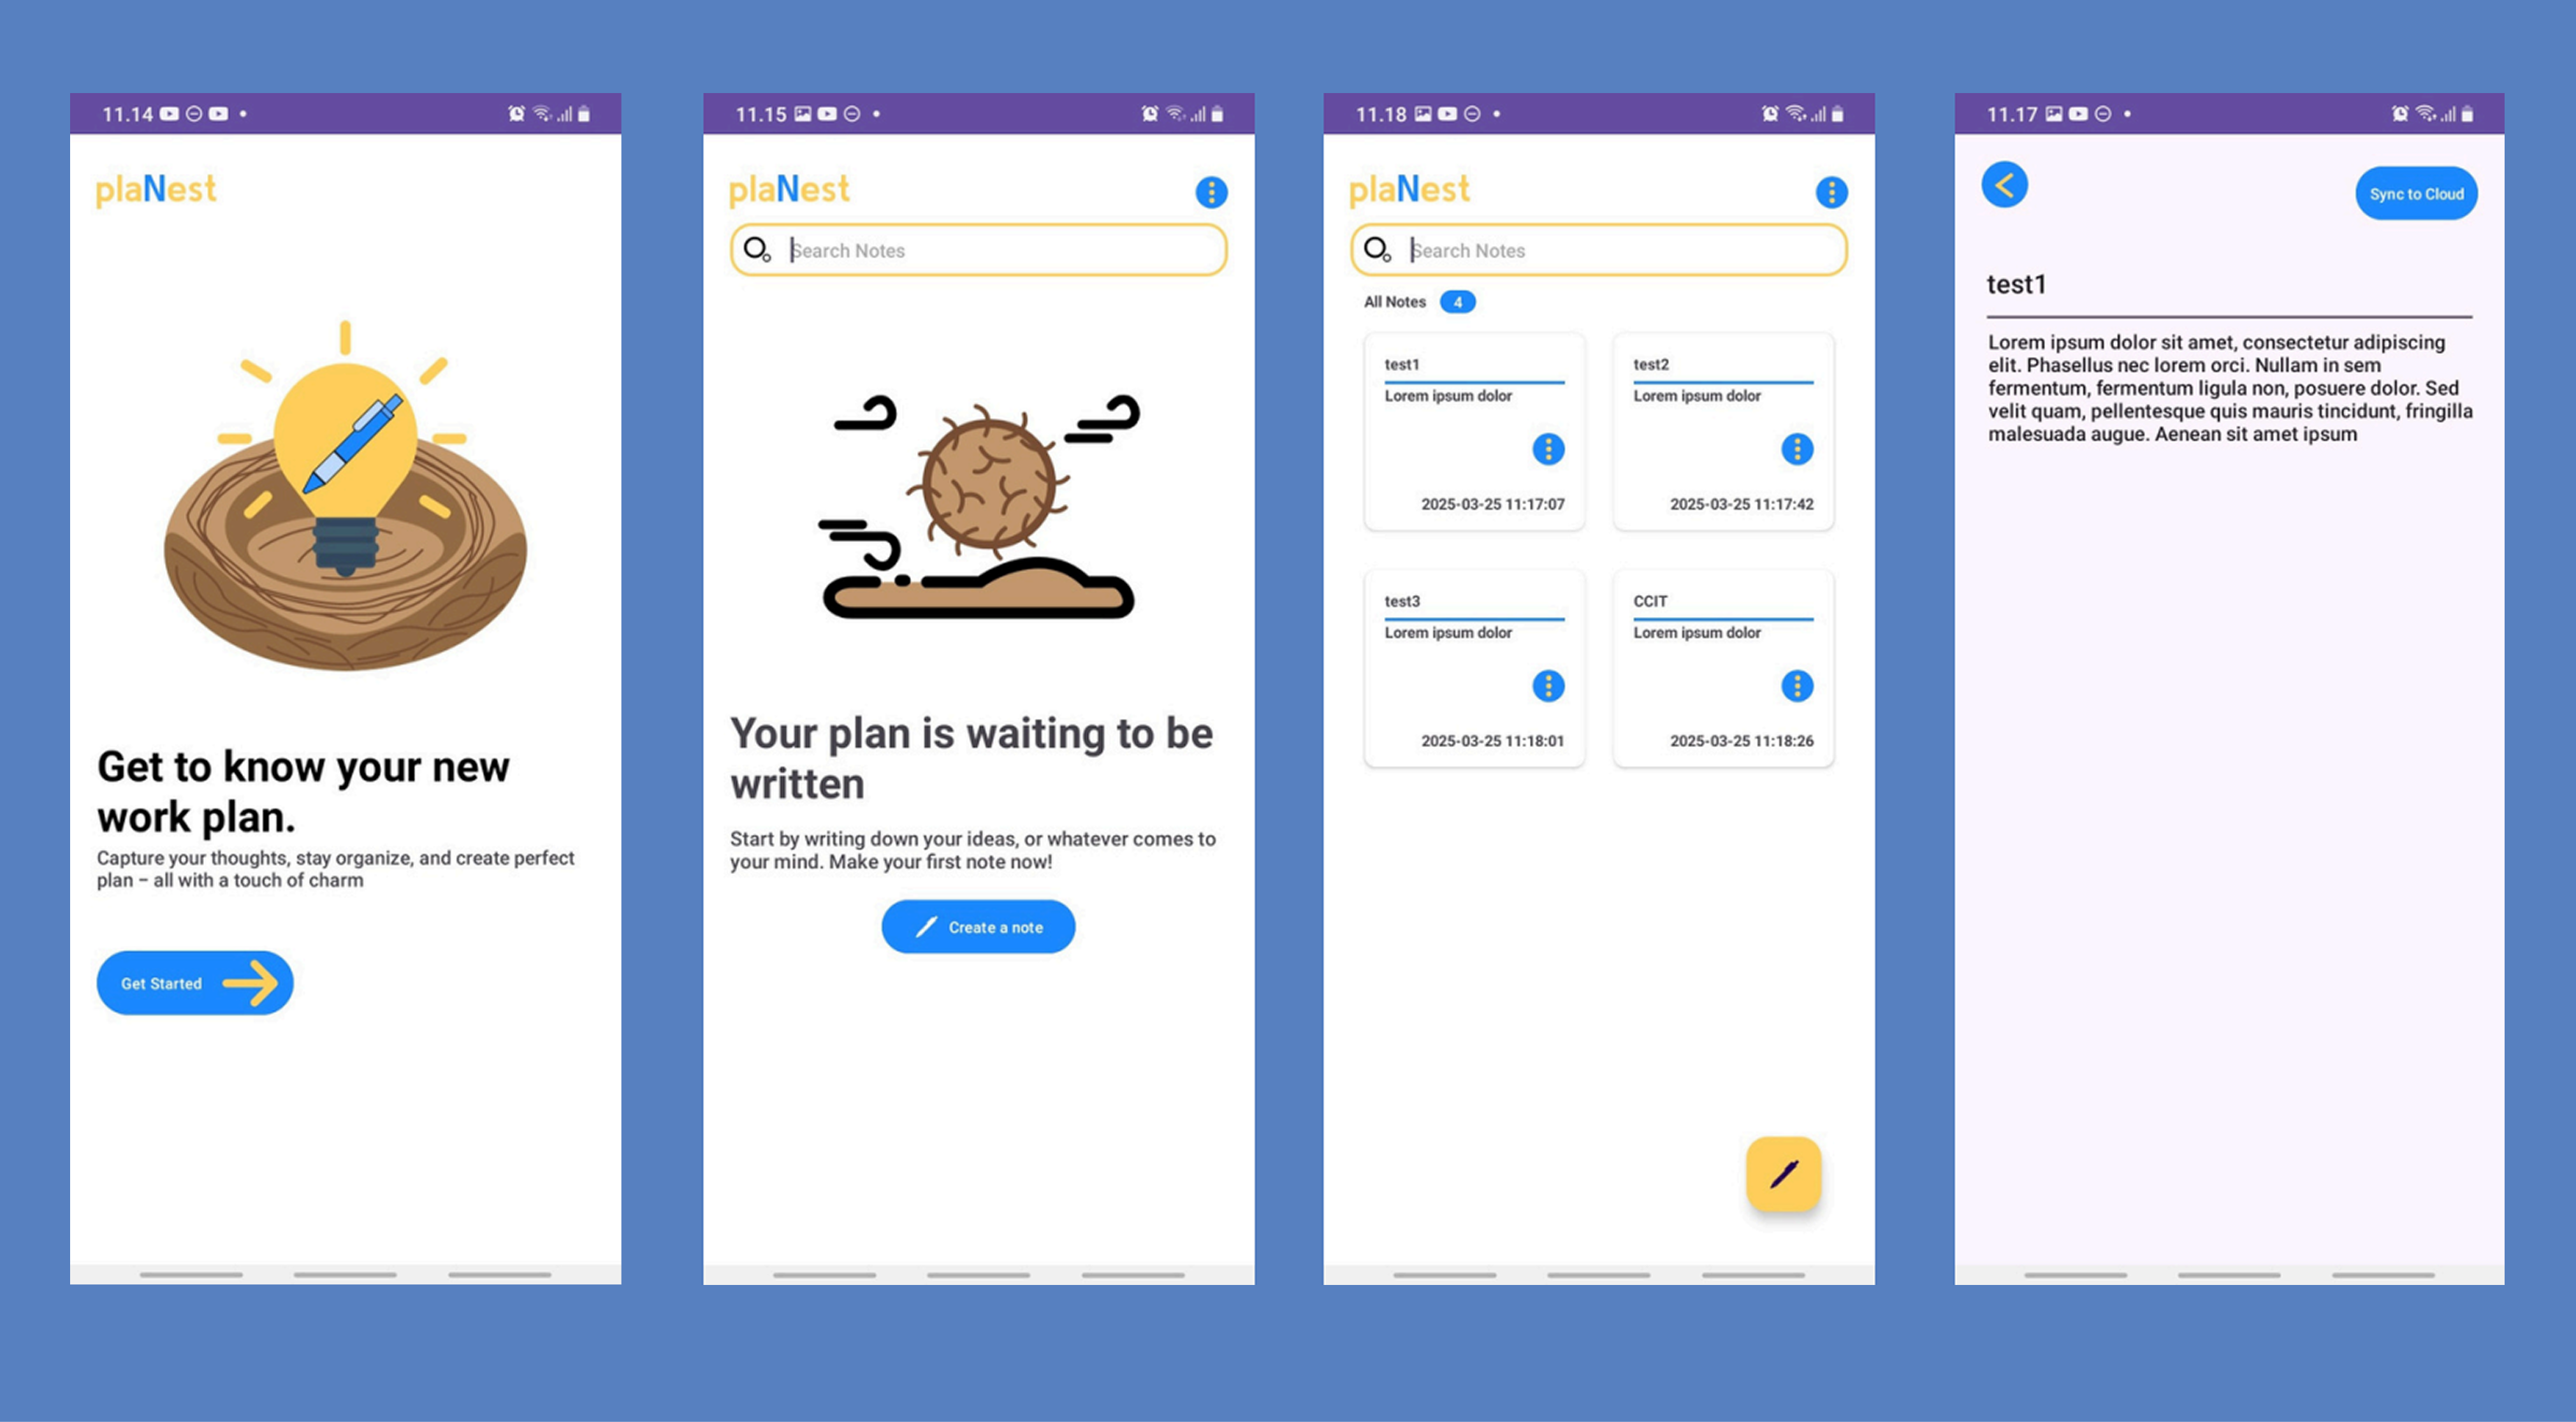 11.14
plaNest
Get to know your new
work plan.
Capture your thoughts, stay organize, and create perfect
plan – all with a touch of charm
Get Started
11.15
plaNest
Search Notes
Your plan is waiting to be
written
Start by writing down your ideas, or whatever comes to
your mind. Make your first note now!
Create a note
11.18
plaNest
Search Notes
All Notes 4
test1
Lorem ipsum dolor
2025-03-25 11:17:07
test2
Lorem ipsum dolor
2025-03-25 11:17:42
test3
Lorem ipsum dolor
2025-03-25 11:18:01
CCIT
Lorem ipsum dolor
2025-03-25 11:18:26
11.17
Sync to Cloud
test1
Lorem ipsum dolor sit amet, consectetur adipiscing
elit. Phasellus nec lorem orci. Nullam in sem
fermentum, fermentum ligula non, posuere dolor. Sed
velit quam, pellentesque quis mauris tincidunt, fringilla
malesuada augue. Aenean sit amet ipsum